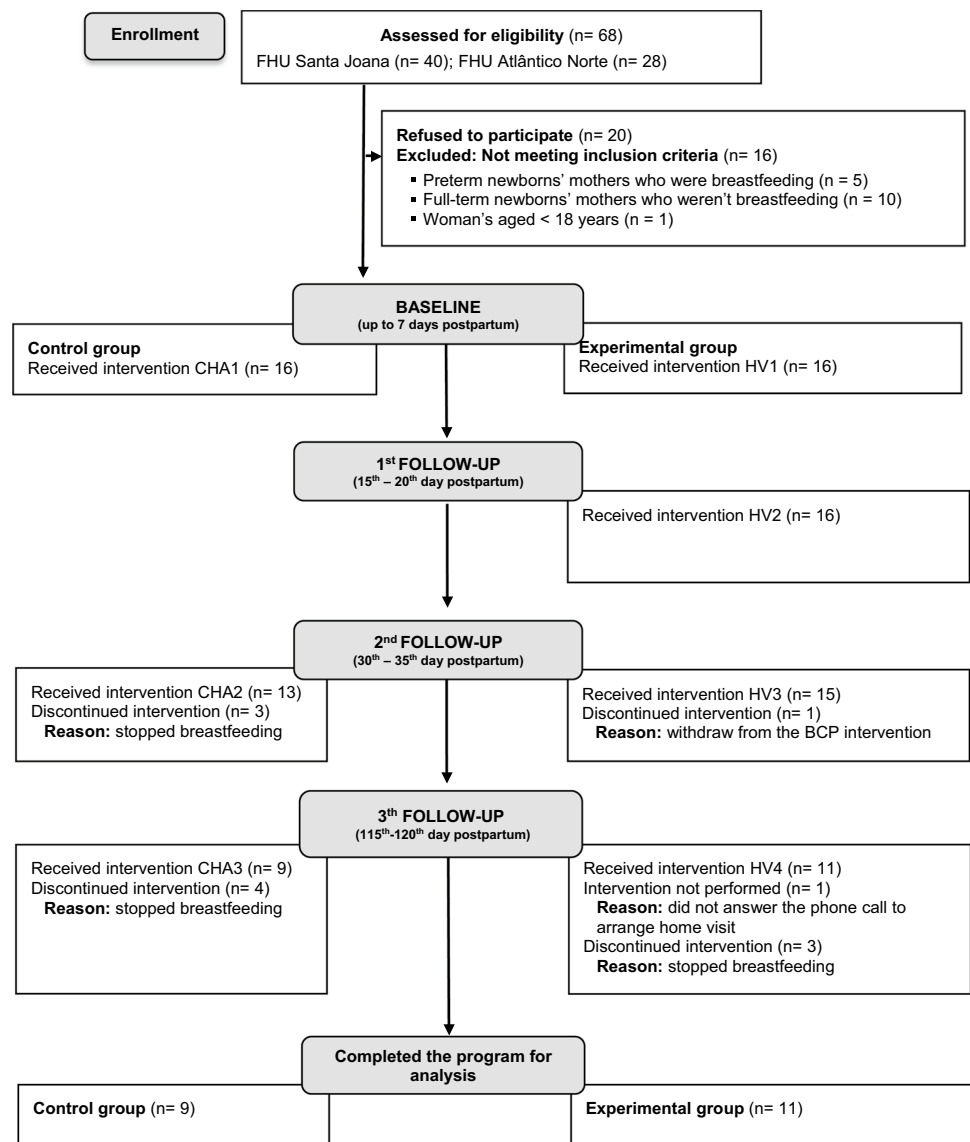 Enrollment
Assessed for eligibility (n= 68)
FHU Santa Joana (n= 40); FHU Atlântico Norte (n= 28)
Refused to participate (n= 20)
Excluded: Not meeting inclusion criteria (n= 16)
▪ Preterm newborns’ mothers who were breastfeeding (n = 5)
▪ Full-term newborns’ mothers who weren’t breastfeeding (n = 10)
▪ Woman’s aged < 18 years (n = 1)
BASELINE
(up to 7 days postpartum)
Control group
Received intervention CHA1 (n= 16)
Experimental group
Received intervention HV1 (n= 16)
1st FOLLOW-UP
(15th – 20th day postpartum)
Received intervention HV2 (n= 16)
2nd FOLLOW-UP
(30th – 35th day postpartum)
Received intervention CHA2 (n= 13)
Discontinued intervention (n= 3)
Reason: stopped breastfeeding
Received intervention HV3 (n= 15)
Discontinued intervention (n= 1)
Reason: withdraw from the BCP intervention
3th FOLLOW-UP
(115th-120th day postpartum)
Received intervention CHA3 (n= 9)
Discontinued intervention (n= 4)
Reason: stopped breastfeeding
Received intervention HV4 (n= 11)
Intervention not performed (n= 1)
Reason: did not answer the phone call to
arrange home visit
Discontinued intervention (n= 3)
Reason: stopped breastfeeding
Completed the program for
analysis
Control group (n= 9)
Experimental group (n= 11)